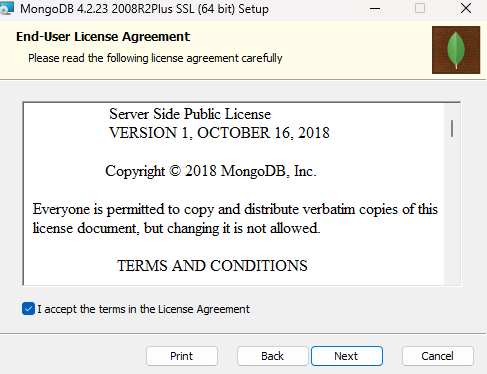 MongoDB 4.2.23 2008R2Plus SSL (64 bit) Setup
End-User License Agreement
Please read the following license agreement carefully
Server Side Public License
VERSION 1, OCTOBER 16, 2018
Copyright © 2018 MongoDB, Inc.
Everyone is permitted to copy and distribute verbatim copies of this
license document, but changing it is not allowed.
TERMS AND CONDITIONS
I accept the terms in the License Agreement
Print Back Next Cancel